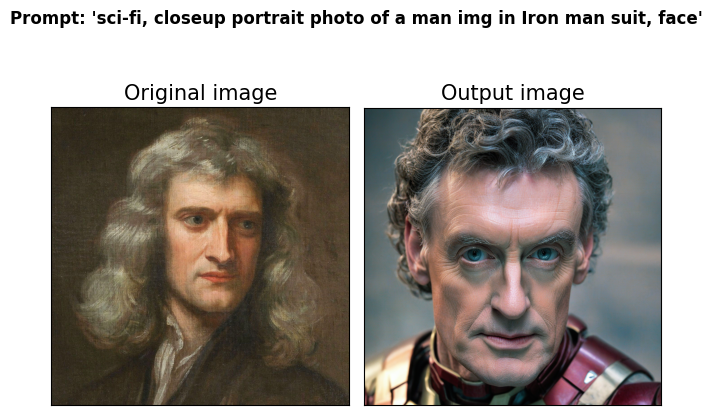 Prompt: 'sci-fi, closeup portrait photo of a man img in Iron man suit, face'
Original image
Output image